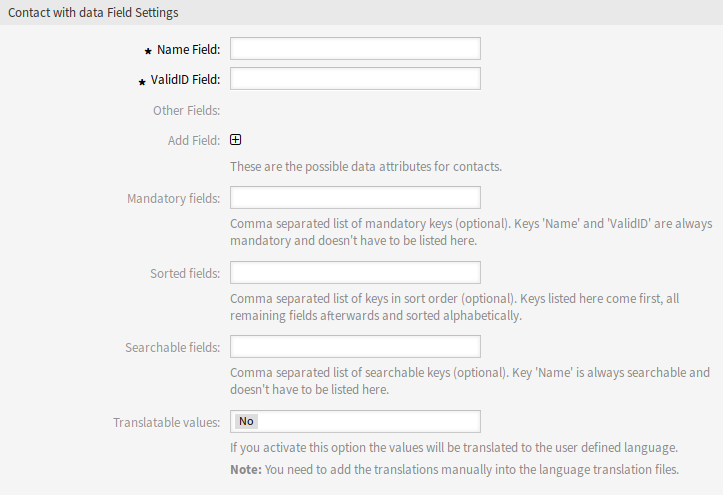 Contact with data Field Settings
★ Name Field:
★ ValidID Field:
Other Fields:
Add Field:
These are the possible data attributes for contacts.
Mandatory fields:
Comma separated list of mandatory keys (optional). Keys 'Name' and 'ValidID' are always
mandatory and doesn't have to be listed here.
Sorted fields:
Comma separated list of keys in sort order (optional). Keys listed here come first, all
remaining fields afterwards and sorted alphabetically.
Searchable fields:
Comma separated list of searchable keys (optional). Key 'Name' is always searchable and
doesn't have to be listed here.
Translatable values: No
If you activate this option the values will be translated to the user defined language.
Note: You need to add the translations manually into the language translation files.